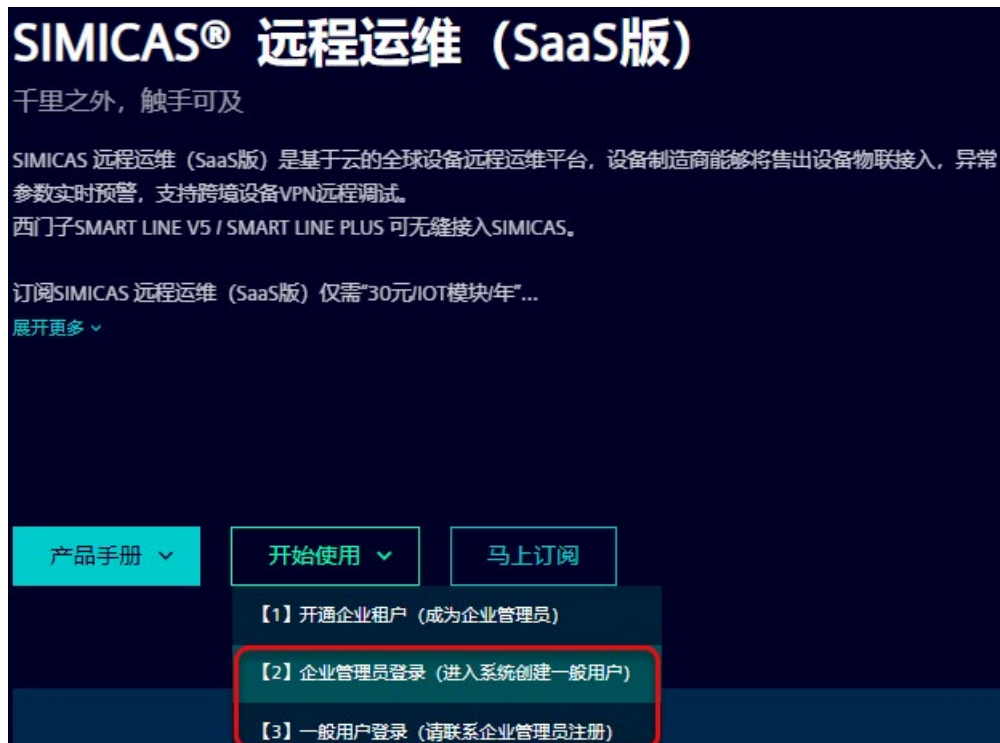 SIMICAS® 远程运维（SaaS版）
千里之外，触手可及
SIMICAS 远程运维（SaaS版）是基于云的全球设备远程运维平台，设备制造商能够将售出设备物联接入，异常
参数实时预警，支持跨境设备VPN远程调试。
西门子SMART LINE V5 / SMART LINE PLUS 可无缝接入SIMICAS。
订阅SIMICAS 远程运维（SaaS版）仅需“30元/IOT模块/年”...
展开更多
产品手册 开始使用 马上订阅
【1】开通企业租户（成为企业管理员）
【2】企业管理员登录（进入系统创建一般用户）
【3】一般用户登录（请联系企业管理员注册）